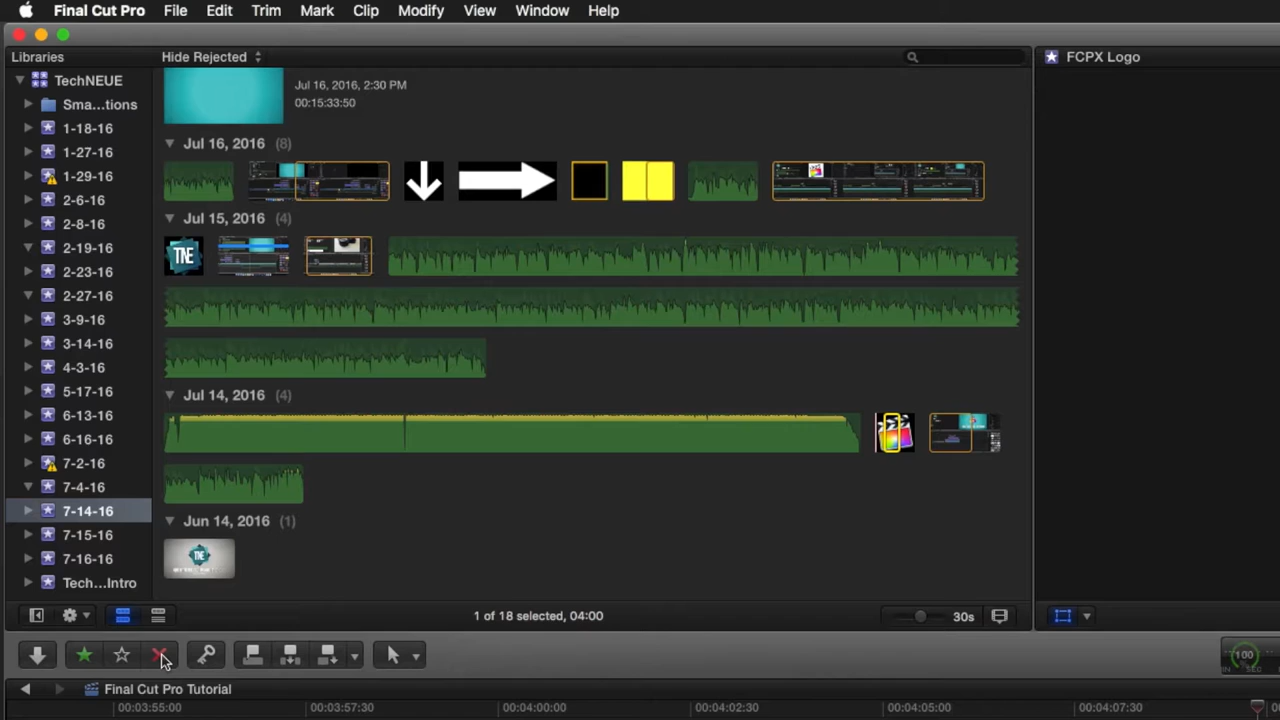 Final Cut Pro File Edit Trim Mark Clip Modify View Window Help
Libraries Hide Rejected FCPX Logo
TechNEUE
Sma...tions
1-18-16
1-27-16
1-29-16
2-6-16
2-8-16
2-19-16
2-23-16
2-27-16
3-9-16
3-14-16
4-3-16
5-17-16
6-13-16
6-16-16
7-2-16
7-4-16
7-14-16
7-15-16
7-16-16
Tech...Intro
Jul 16, 2016, 2:30 PM
00:15:33:50
Jul 16, 2016 (8)
Jul 15, 2016 (4)
TNE
Jul 14, 2016 (4)
Jun 14, 2016 (1)
TNE
1 of 18 selected, 04:00 30s
100
Final Cut Pro Tutorial
00:03:55:00 00:03:57:30 00:04:00:00 00:04:02:30 00:04:05:00 00:04:07:30